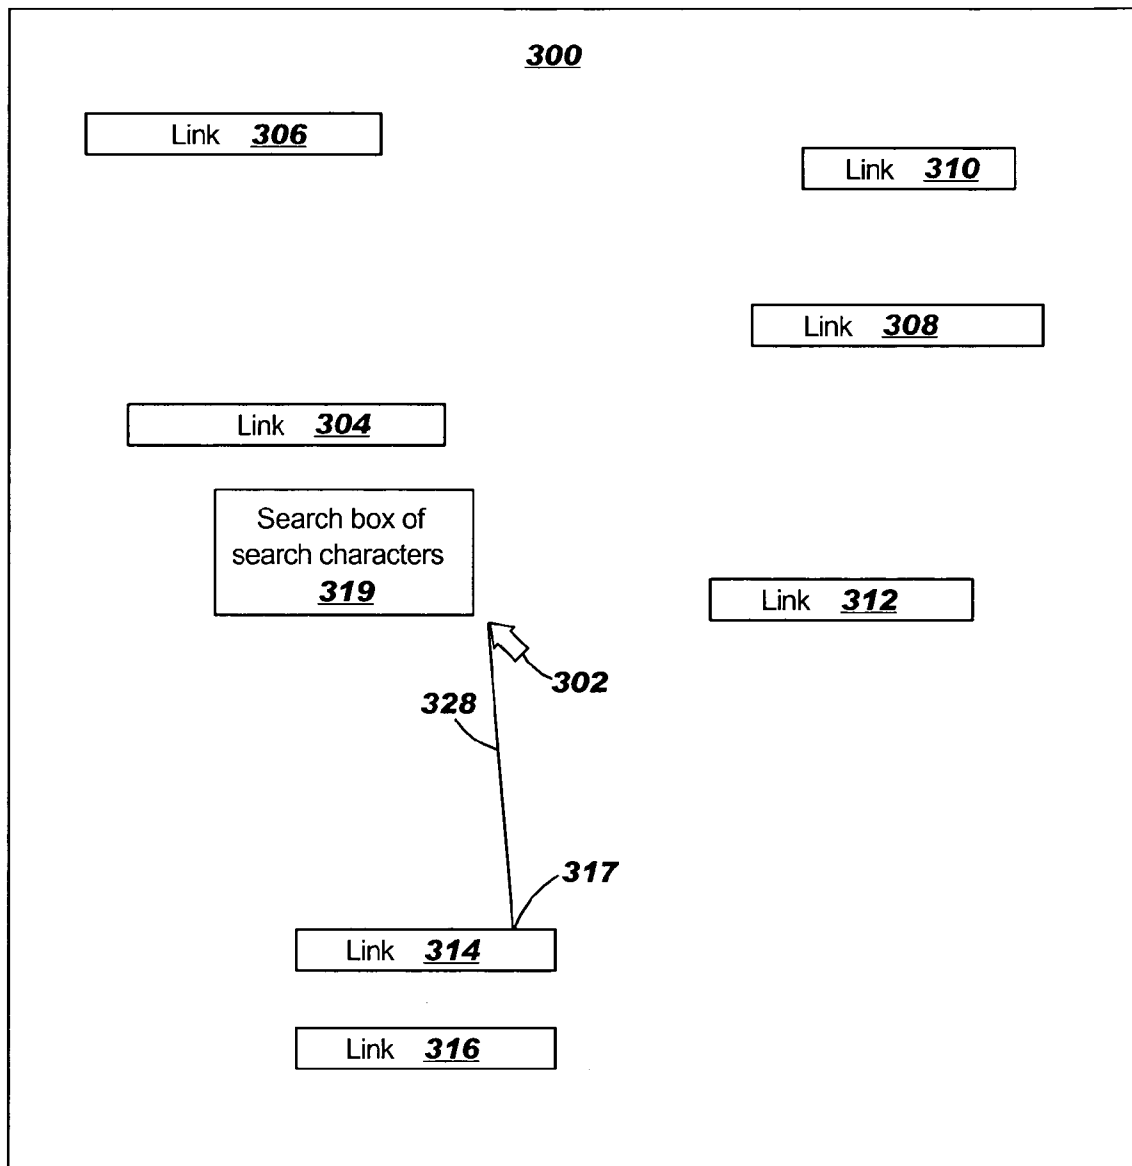 300
Link 306
Link 310
Link 308
Link 304
Search box of
search characters
319
Link 312
302
328
317
Link 314
Link 316